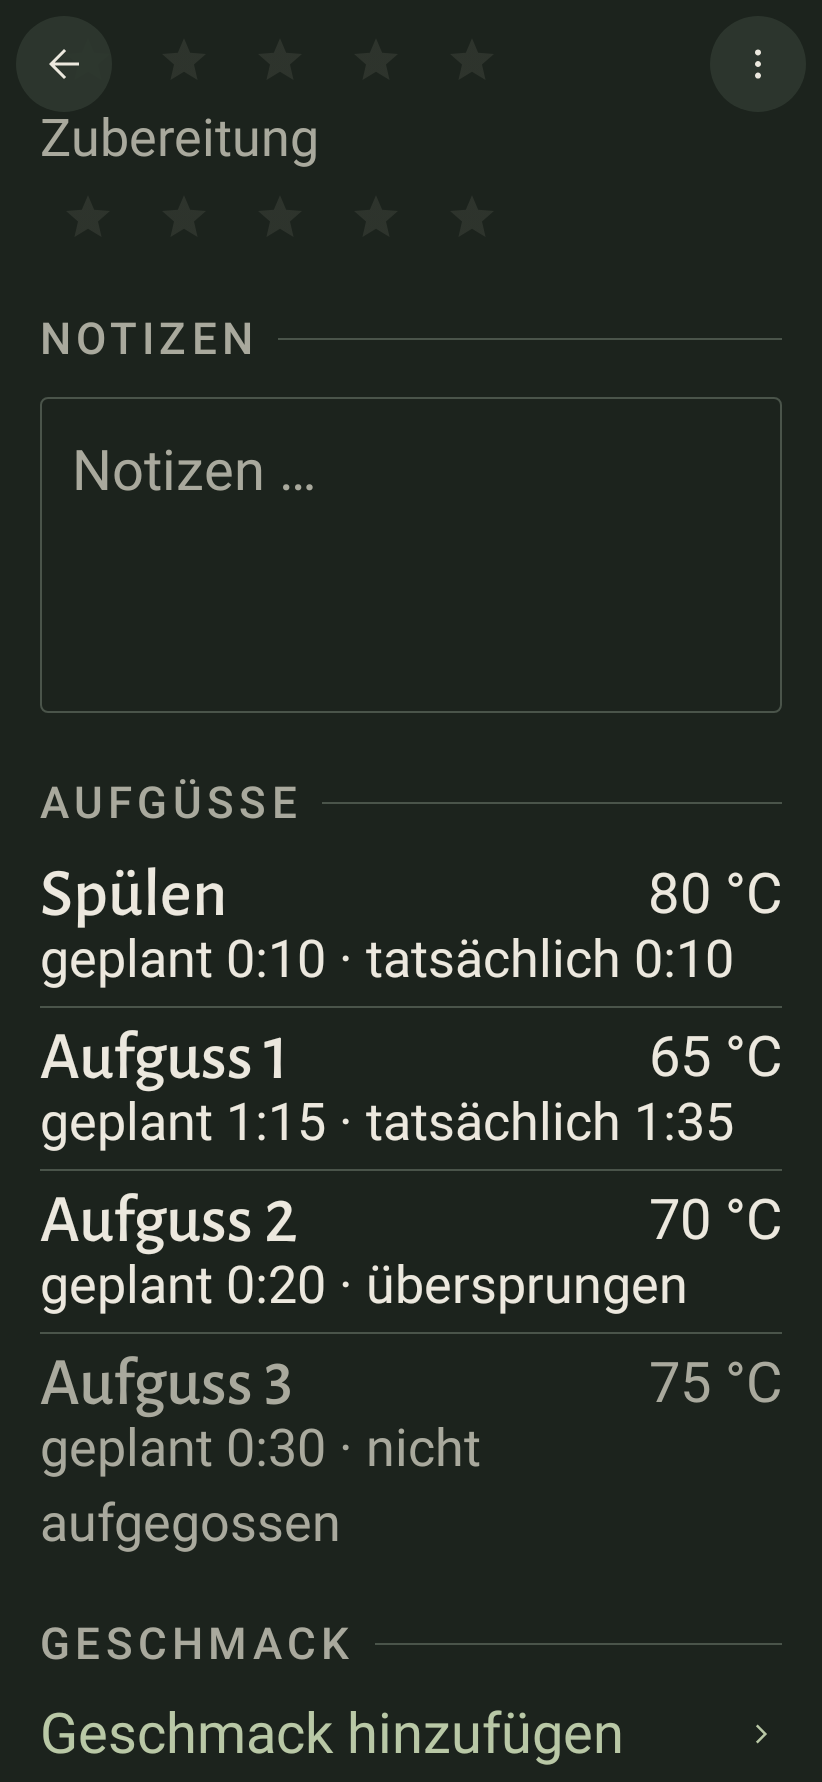 Zubereitung
NOTIZEN
Notizen ...
AUFGÜSSE
Spülen 80 °C
geplant 0:10 · tatsächlich 0:10
Aufguss 1 65 °C
geplant 1:15 · tatsächlich 1:35
Aufguss 2 70 °C
geplant 0:20 · übersprungen
Aufguss 3 75 °C
geplant 0:30 · nicht
aufgegossen
GESCHMACK
Geschmack hinzufügen